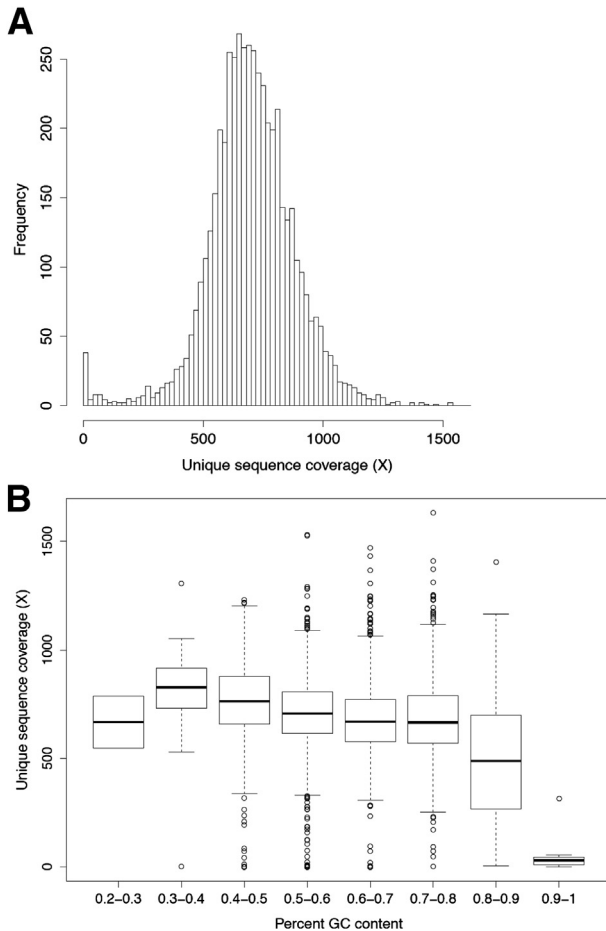 A
250
200
150
100
50
0
Frequency
0 500 1000 1500
Unique sequence coverage (X)
B
1500
1000
500
0
Unique sequence coverage (X)
0.2–0.3 0.3–0.4 0.4–0.5 0.5–0.6 0.6–0.7 0.7–0.8 0.8–0.9 0.9–1
Percent GC content